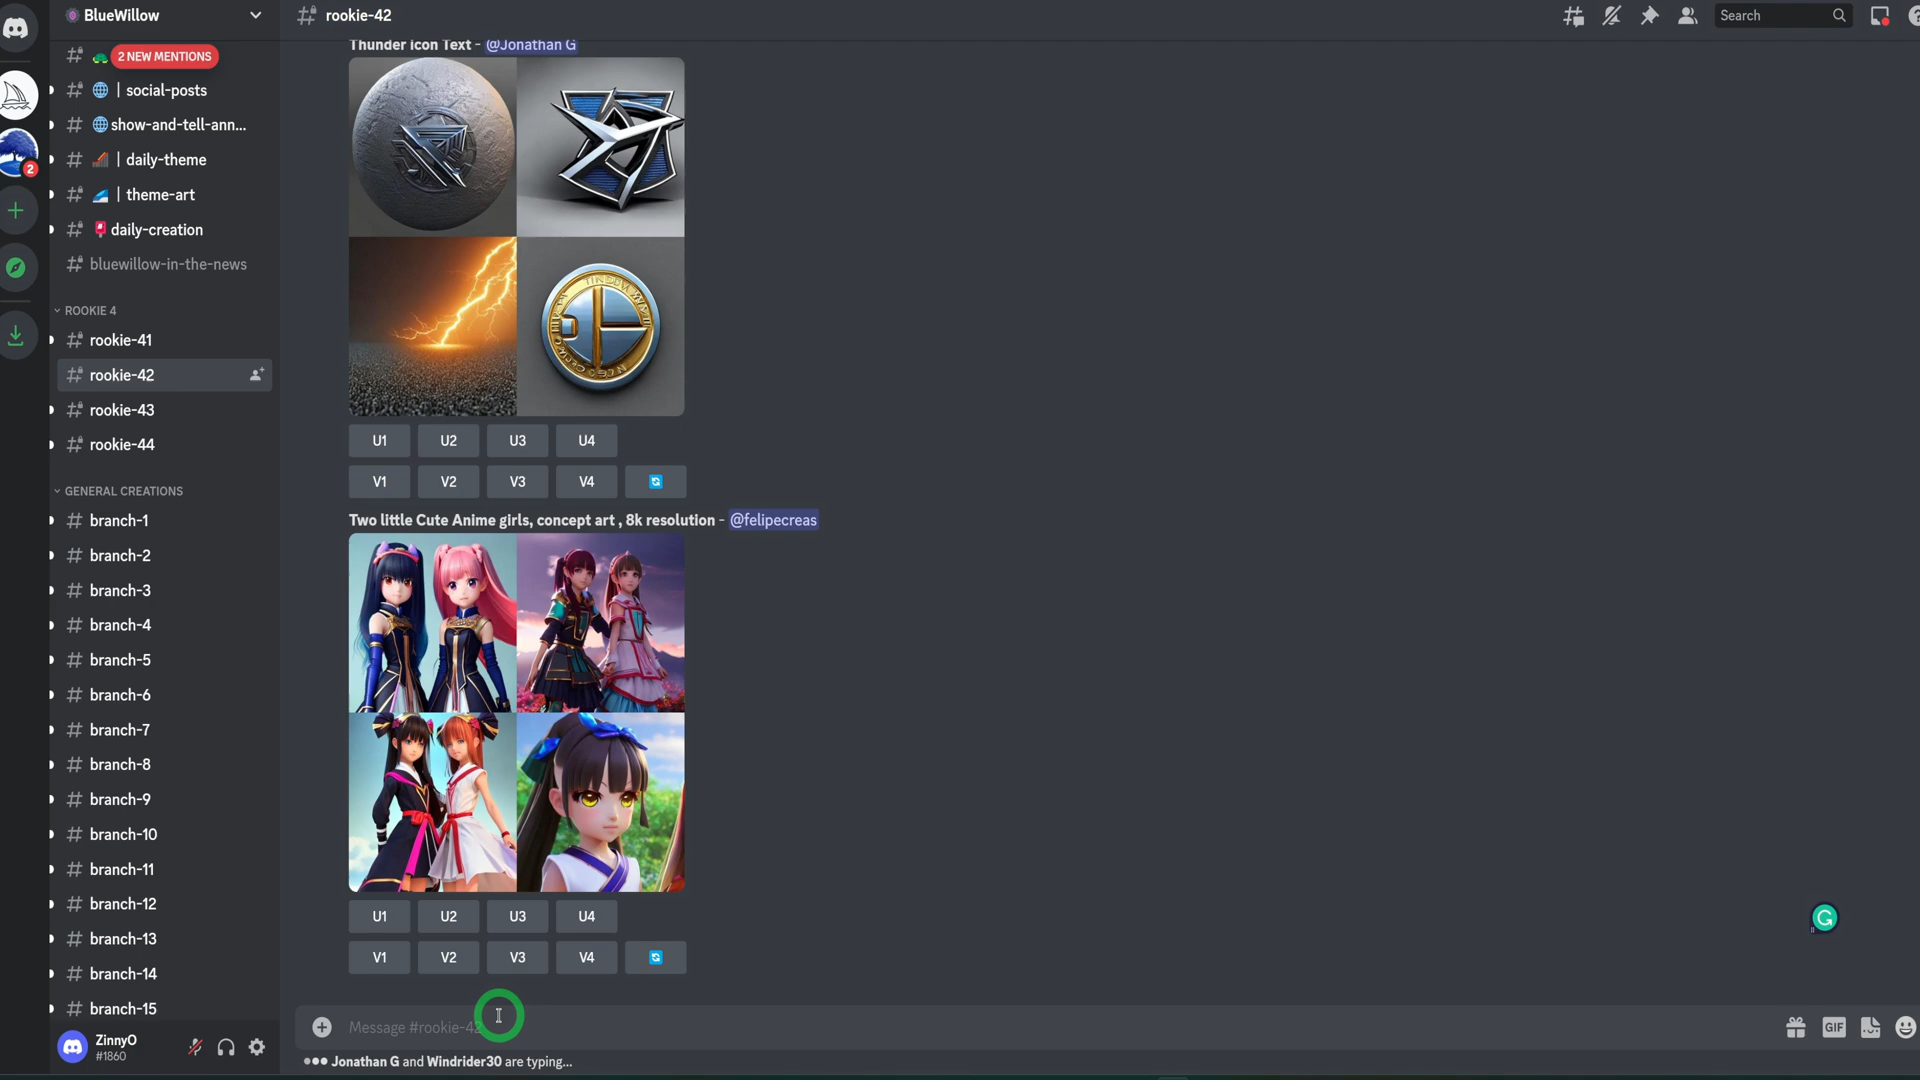 BlueWillow
rookie-42
Search
2 NEW MENTIONS
| social-posts
show-and-tell-ann...
| daily-theme
| theme-art
daily-creation
bluewillow-in-the-news
ROOKIE 4
rookie-41
rookie-42
rookie-43
rookie-44
GENERAL CREATIONS
branch-1
branch-2
branch-3
branch-4
branch-5
branch-6
branch-7
branch-8
branch-9
branch-10
branch-11
branch-12
branch-13
branch-14
branch-15
ZinnyO
#1860
2
Thunder Icon Text - @Jonathan G
U1 U2 U3 U4
V1 V2 V3 V4
Two little Cute Anime girls, concept art , 8k resolution - @felipecreas
U1 U2 U3 U4
V1 V2 V3 V4
Message #rookie-42
GIF
Jonathan G and Windrider30 are typing...